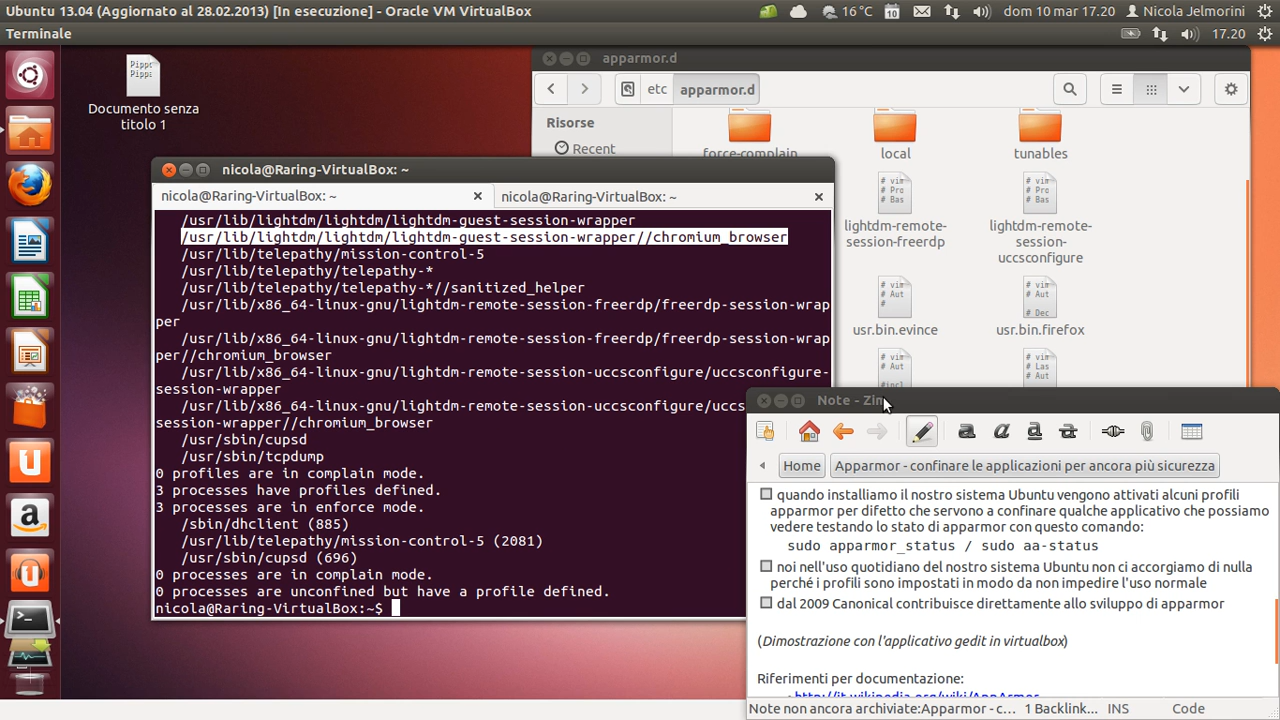 Ubuntu 13.04 (Aggiornato al 28.02.2013) [In esecuzione] - Oracle VM VirtualBox
16 °C
10
dom 10 mar 17.20
Nicola Jelmorini
Terminale
17.20
Documento senza
titolo 1
apparmor.d
etc
apparmor.d
Risorse
Recent
force-complain
local
tunables
lightdm-remote-
session-freerdp
lightdm-remote-
session-
uccsconfigure
usr.bin.evince
usr.bin.firefox
nicola@Raring-VirtualBox: ~
nicola@Raring-VirtualBox: ~
nicola@Raring-VirtualBox: ~
/usr/lib/lightdm/lightdm/lightdm-guest-session-wrapper
/usr/lib/lightdm/lightdm/lightdm-guest-session-wrapper//chromium_browser
/usr/lib/telepathy/mission-control-5
/usr/lib/telepathy/telepathy-*
/usr/lib/telepathy/telepathy-*//sanitized_helper
/usr/lib/x86_64-linux-gnu/lightdm-remote-session-freerdp/freerdp-session-wrap
per
/usr/lib/x86_64-linux-gnu/lightdm-remote-session-freerdp/freerdp-session-wrap
per//chromium_browser
/usr/lib/x86_64-linux-gnu/lightdm-remote-session-uccsconfigure/uccsconfigure-
session-wrapper
/usr/lib/x86_64-linux-gnu/lightdm-remote-session-uccsconfigure/uccs
session-wrapper//chromium_browser
/usr/sbin/cupsd
/usr/sbin/tcpdump
0 profiles are in complain mode.
3 processes have profiles defined.
3 processes are in enforce mode.
/sbin/dhclient (885)
/usr/lib/telepathy/mission-control-5 (2081)
/usr/sbin/cupsd (696)
0 processes are in complain mode.
0 processes are unconfined but have a profile defined.
nicola@Raring-VirtualBox:~$
Note - Zim
Home
Apparmor - confinare le applicazioni per ancora più sicurezza
quando installiamo il nostro sistema Ubuntu vengono attivati alcuni profili
apparmor per difetto che servono a confinare qualche applicativo che possiamo
vedere testando lo stato di apparmor con questo comando:
sudo apparmor_status / sudo aa-status
noi nell'uso quotidiano del nostro sistema Ubuntu non ci accorgiamo di nulla
perché i profili sono impostati in modo da non impedire l'uso normale
dal 2009 Canonical contribuisce direttamente allo sviluppo di apparmor
(Dimostrazione con l'applicativo gedit in virtualbox)
Riferimenti per documentazione:
http://it.wikipedia.org/wiki/AppArmor
Note non ancora archiviate:Apparmor - c...
1 Backlink...
INS
Code